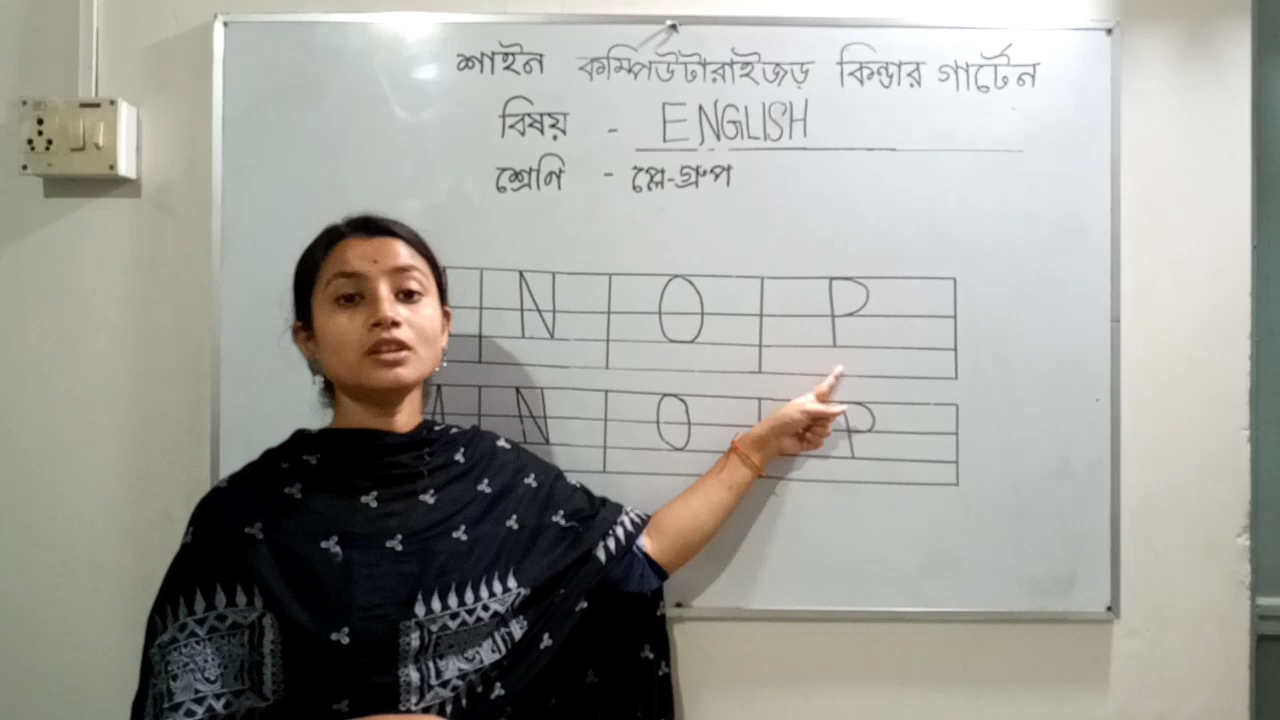 শাইন কম্পিউটারাইজড় কিন্ডার গার্টেন
বিষয় - ENGLISH
শ্রেণি - প্লে-গ্রুপ
N O P
N O P